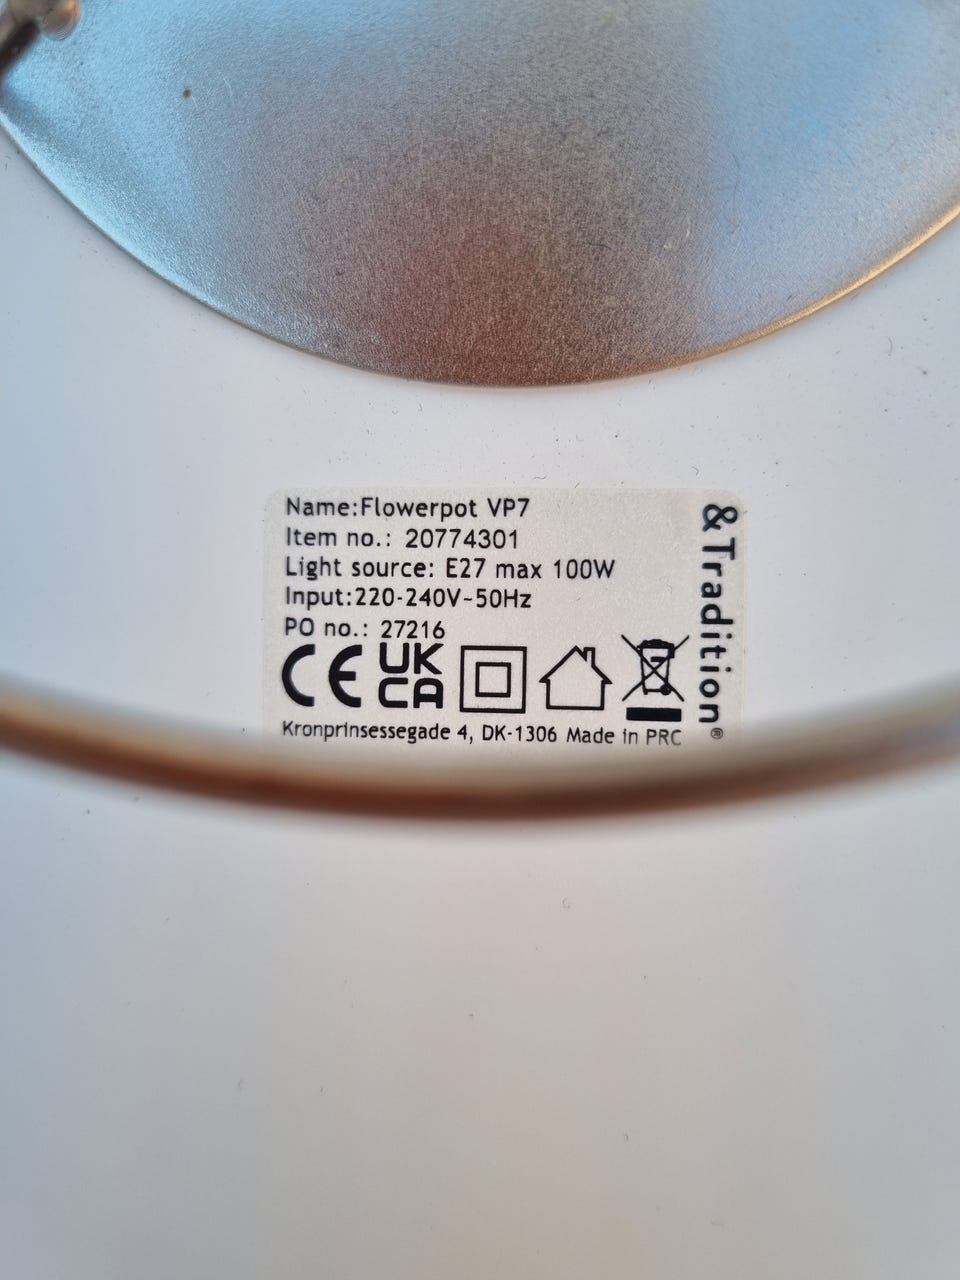 Name:Flowerpot VP7
Item no.: 20774301
Light source: E27 max 100W
Input:220-240V~50Hz
PO no.: 27216
CE UK CA
Kronprinsessegade 4, DK-1306 Made in PRC
&Tradition®